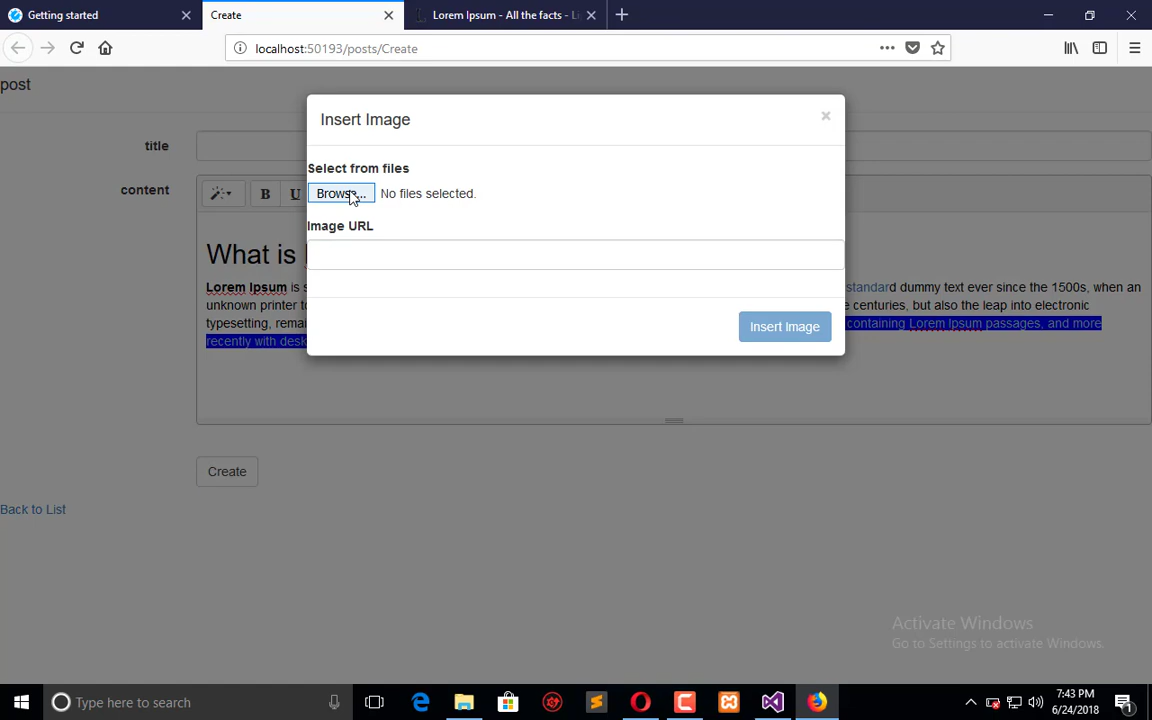 Getting started
Create
Lorem Ipsum - All the facts - Li
localhost:50193/posts/Create
post
Insert Image
×
title
Select from files
content
B
U
Browse...
No files selected.
Image URL
What is
Lorem Ipsum is s
standard dummy text ever since the 1500s, when an
unknown printer t
e centuries, but also the leap into electronic
typesetting, remai
containing Lorem Ipsum passages, and more
recently with desk
Insert Image
Create
Back to List
Activate Windows
Go to Settings to activate Windows.
Type here to search
7:43 PM
6/24/2018
1